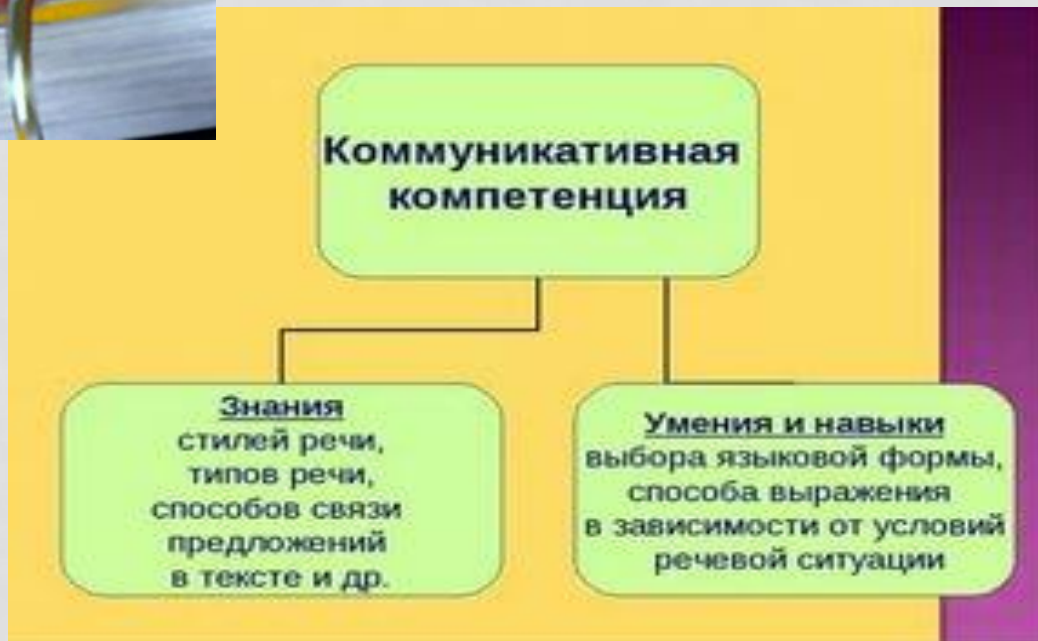 Коммуникативная
компетенция
Знания
стилей речи,
типов речи,
способов связи
предложений
в тексте и др.
Умения и навыки
выбора языковой формы,
способа выражения
в зависимости от условий
речевой ситуации